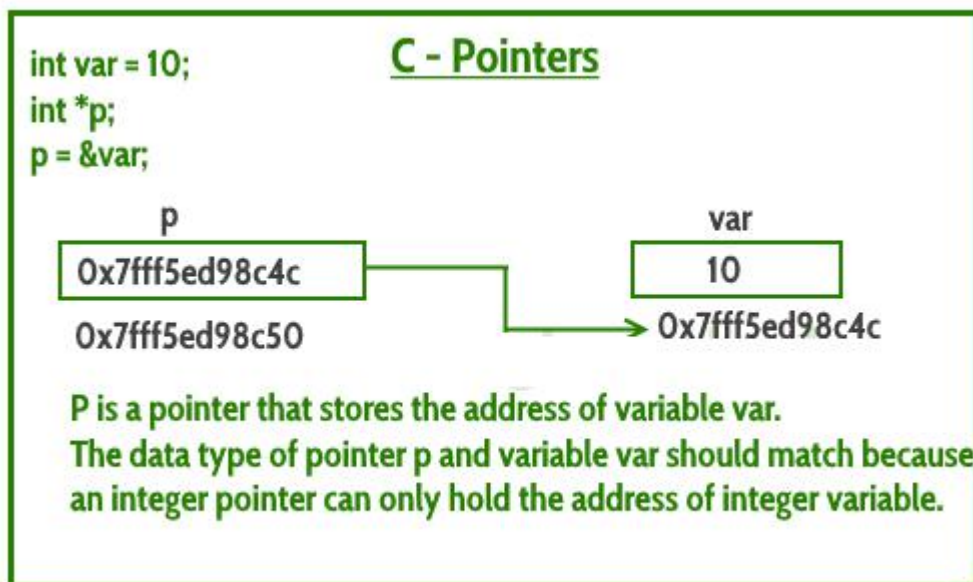 C - Pointers
int var = 10;
int *p;
p = &var;
p
var
0x7fff5ed98c4c
10
0x7fff5ed98c50
0x7fff5ed98c4c
P is a pointer that stores the address of variable var.
The data type of pointer p and variable var should match because
an integer pointer can only hold the address of integer variable.